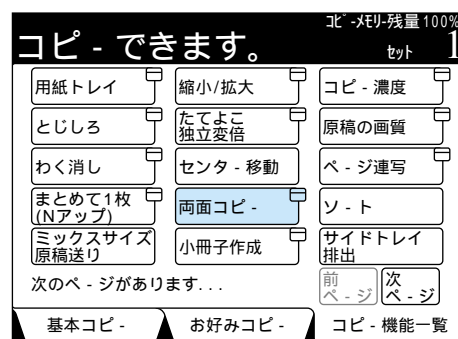 ｺﾋﾟ-ﾒﾓﾘ-残量100%
コピ-できます。
ｾｯﾄ 1
用紙トレイ 縮小/拡大 コピ-濃度
とじしろ たてよこ 独立変倍 原稿の画質
わく消し センタ-移動 ペ-ジ連写
まとめて1枚 (Nアップ) 両面コピ- ソ-ト
ミックスサイズ 原稿送り 小冊子作成 サイドトレイ 排出
次のペ-ジがあります... 前ペ-ジ 次ペ-ジ
基本コピ- お好みコピ- コピ-機能一覧